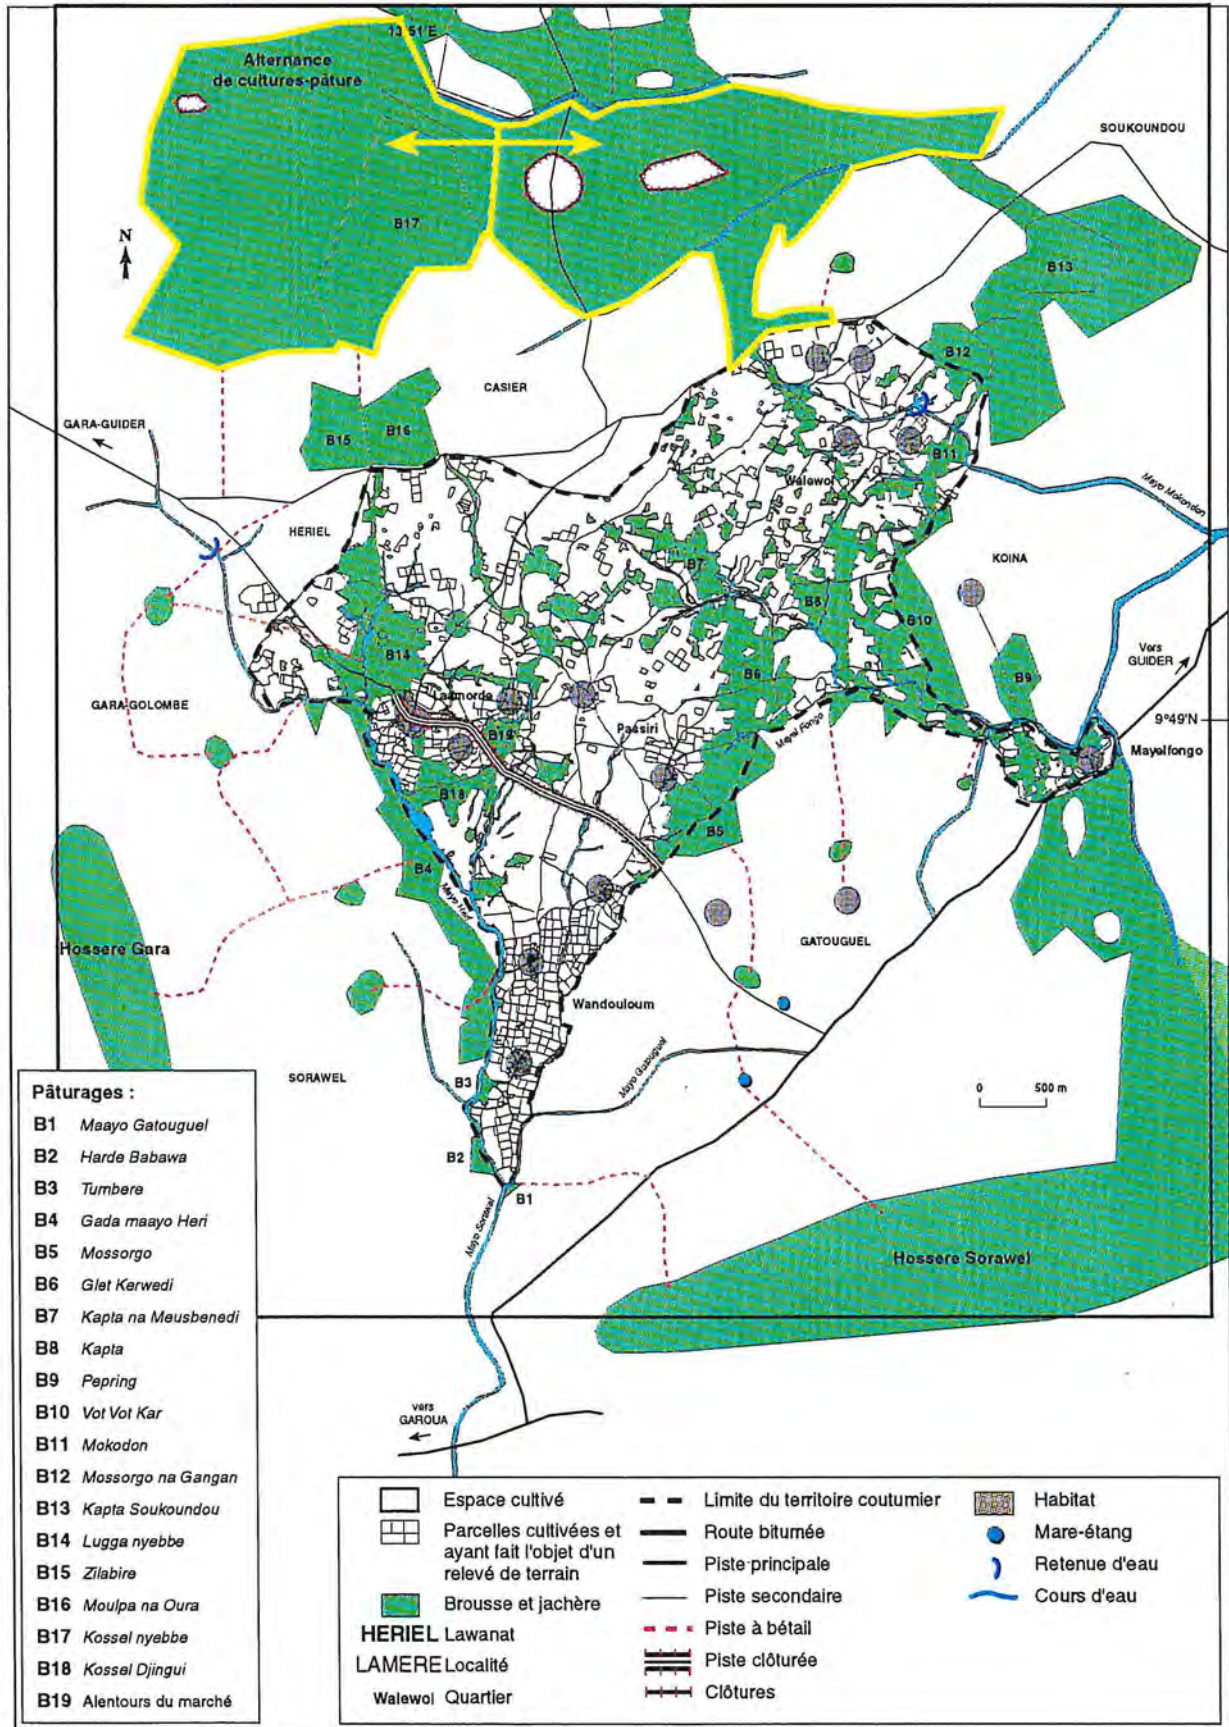 13°51'E
Alternance
de cultures-pâture
SOUKOUNDOU
B17
N
B13
B12
CASIER
GARA-GUIDER
B15
B16
B11
Walewol
Mayo Mokondon
HERIEL
KOINA
B7
B8
B10
B14
B6
B9
Vers
GUIDER
Laamorde
GARA-GOLOMBE
9°49'N
Passiri
Mayel Fongo
B19
Mayelfongo
B18
B5
B4
Mayo Heri
GATOUGUEL
Hossere Gara
Wandouloum
Mayo Gatouguel
SORAWEL
B3
0 500 m
B2
B1
Mayo Sorawel
Hossere Sorawel
vers
GAROUA
Pâturages :
B1 Maayo Gatouguel
B2 Harde Babawa
B3 Tumbere
B4 Gada maayo Heri
B5 Mossorgo
B6 Glet Kerwedi
B7 Kapta na Meusbenedi
B8 Kapta
B9 Pepring
B10 Vot Vot Kar
B11 Mokodon
B12 Mossorgo na Gangan
B13 Kapta Soukoundou
B14 Lugga nyebbe
B15 Zilabire
B16 Moulpa na Oura
B17 Kossel nyebbe
B18 Kossel Djingui
B19 Alentours du marché
Espace cultivé
Parcelles cultivées et
ayant fait l'objet d'un
relevé de terrain
Brousse et jachère
HERIEL Lawanat
LAMERE Localité
Walewol Quartier
Limite du territoire coutumier
Route bitumée
Piste principale
Piste secondaire
Piste à bétail
Piste clôturée
Clôtures
Habitat
Mare-étang
Retenue d'eau
Cours d'eau